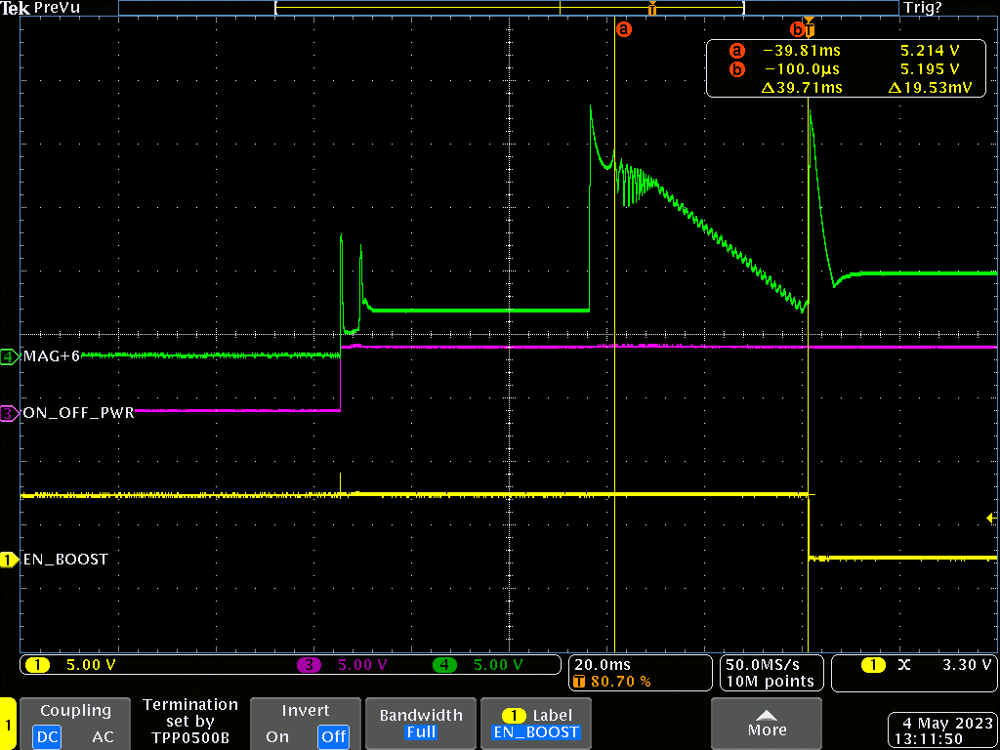 Tek PreVu Trig?
a b T
a −39.81ms 5.214 V
b −100.0µs 5.195 V
Δ39.71ms Δ19.53mV
4 MAG+6
3 ON_OFF_PWR
1 EN_BOOST
1 5.00 V 3 5.00 V 4 5.00 V
20.0ms
T 80.70 %
50.0MS/s
10M points
1 X 3.30 V
1
Coupling
DC AC
Termination
set by
TPP0500B
Invert
On Off
Bandwidth
Full
1 Label
EN_BOOST
More
4 May 2023
13:11:50